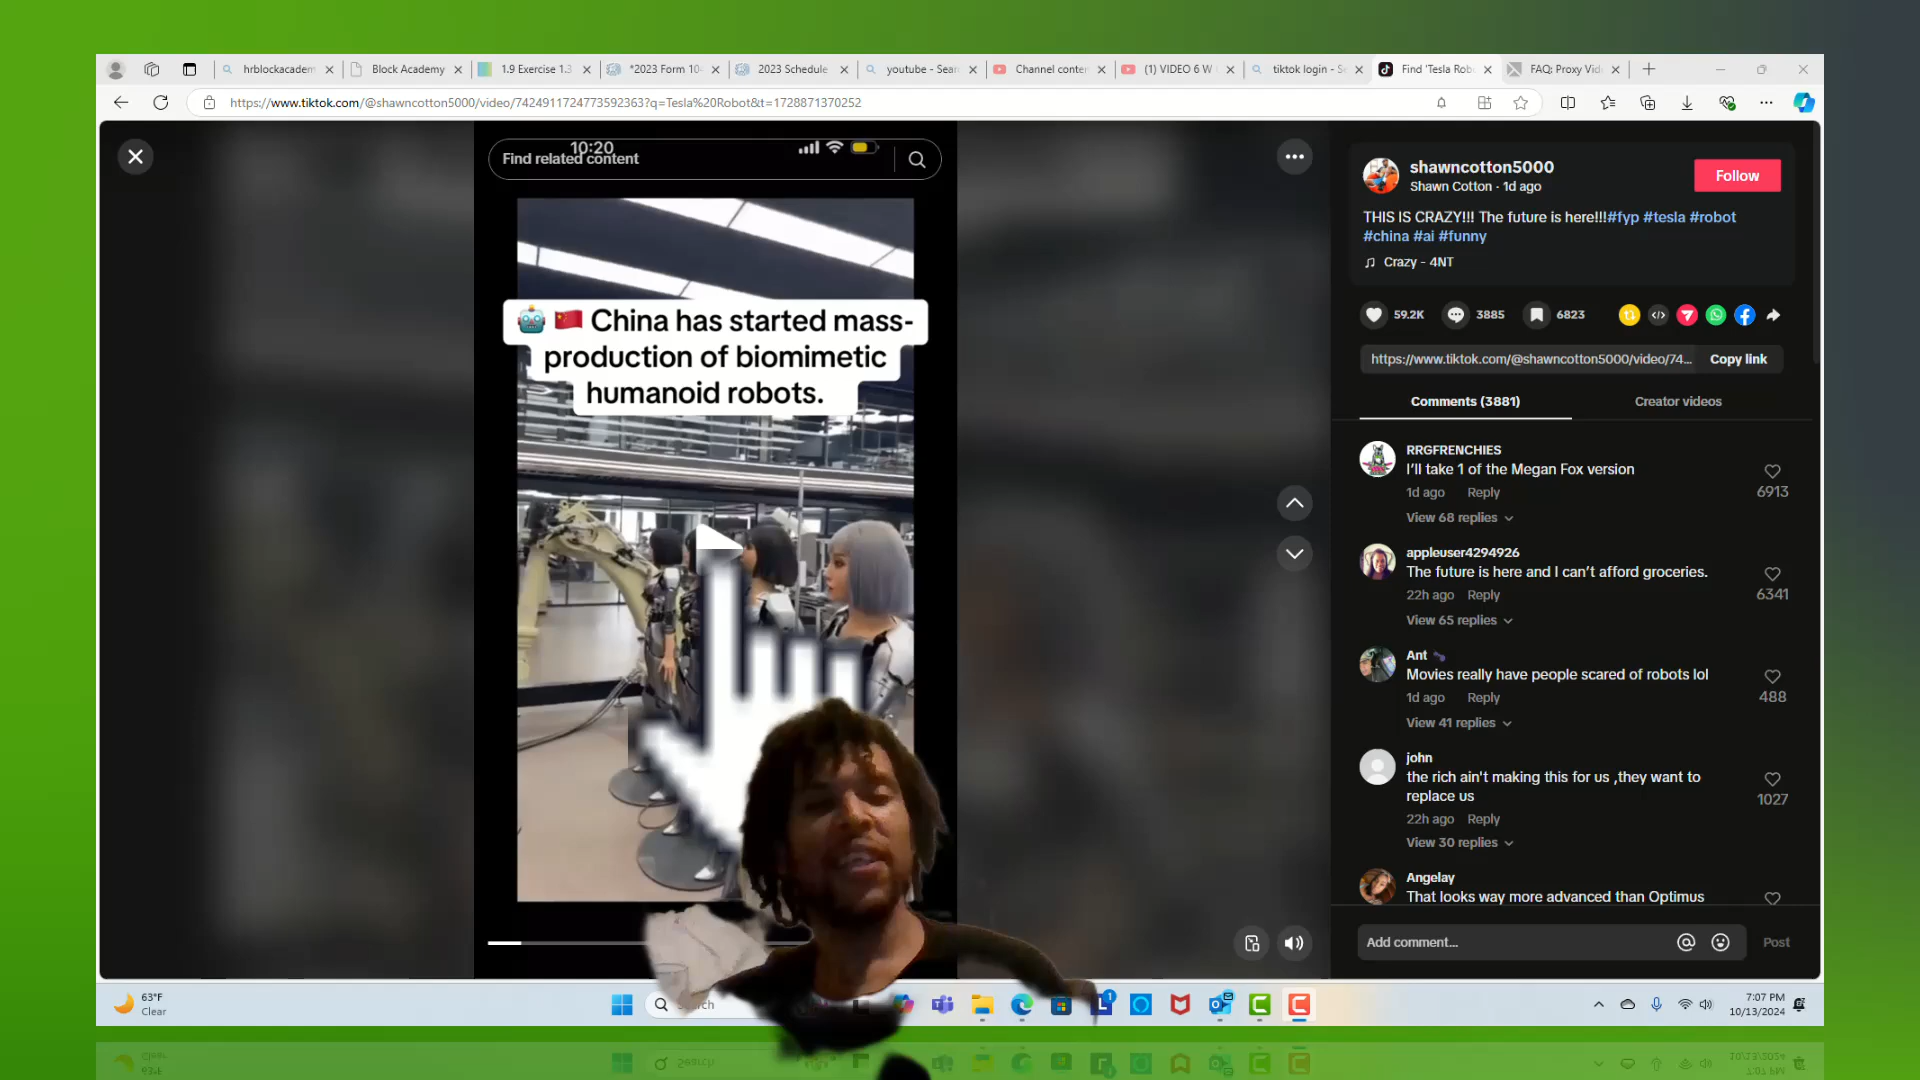 hrblockacadem
Block Academy
1.9 Exercise 1.3
*2023 Form 10
2023 Schedule
youtube - Sear
Channel conten
(1) VIDEO 6 W
tiktok login - S
Find 'Tesla Rob
FAQ: Proxy Vid
https://www.tiktok.com/@shawncotton5000/video/7424911724773592363?q=Tesla%20Robot&t=1728871370252
10:20
Find related content
🤖 🇨🇳 China has started mass-
production of biomimetic
humanoid robots.
shawncotton5000
Shawn Cotton · 1d ago
Follow
THIS IS CRAZY!!! The future is here!!!#fyp #tesla #robot
#china #ai #funny
Crazy - 4NT
59.2K
3885
6823
https://www.tiktok.com/@shawncotton5000/video/74...
Copy link
Comments (3881)
Creator videos
RRGFRENCHIES
I'll take 1 of the Megan Fox version
1d ago Reply
6913
View 68 replies
appleuser4294926
The future is here and I can't afford groceries.
22h ago Reply
6341
View 65 replies
Ant
Movies really have people scared of robots lol
1d ago Reply
488
View 41 replies
john
the rich ain't making this for us ,they want to
replace us
22h ago Reply
1027
View 30 replies
Angelay
That looks way more advanced than Optimus
Add comment...
Post
63°F
Clear
Search
7:07 PM
10/13/2024